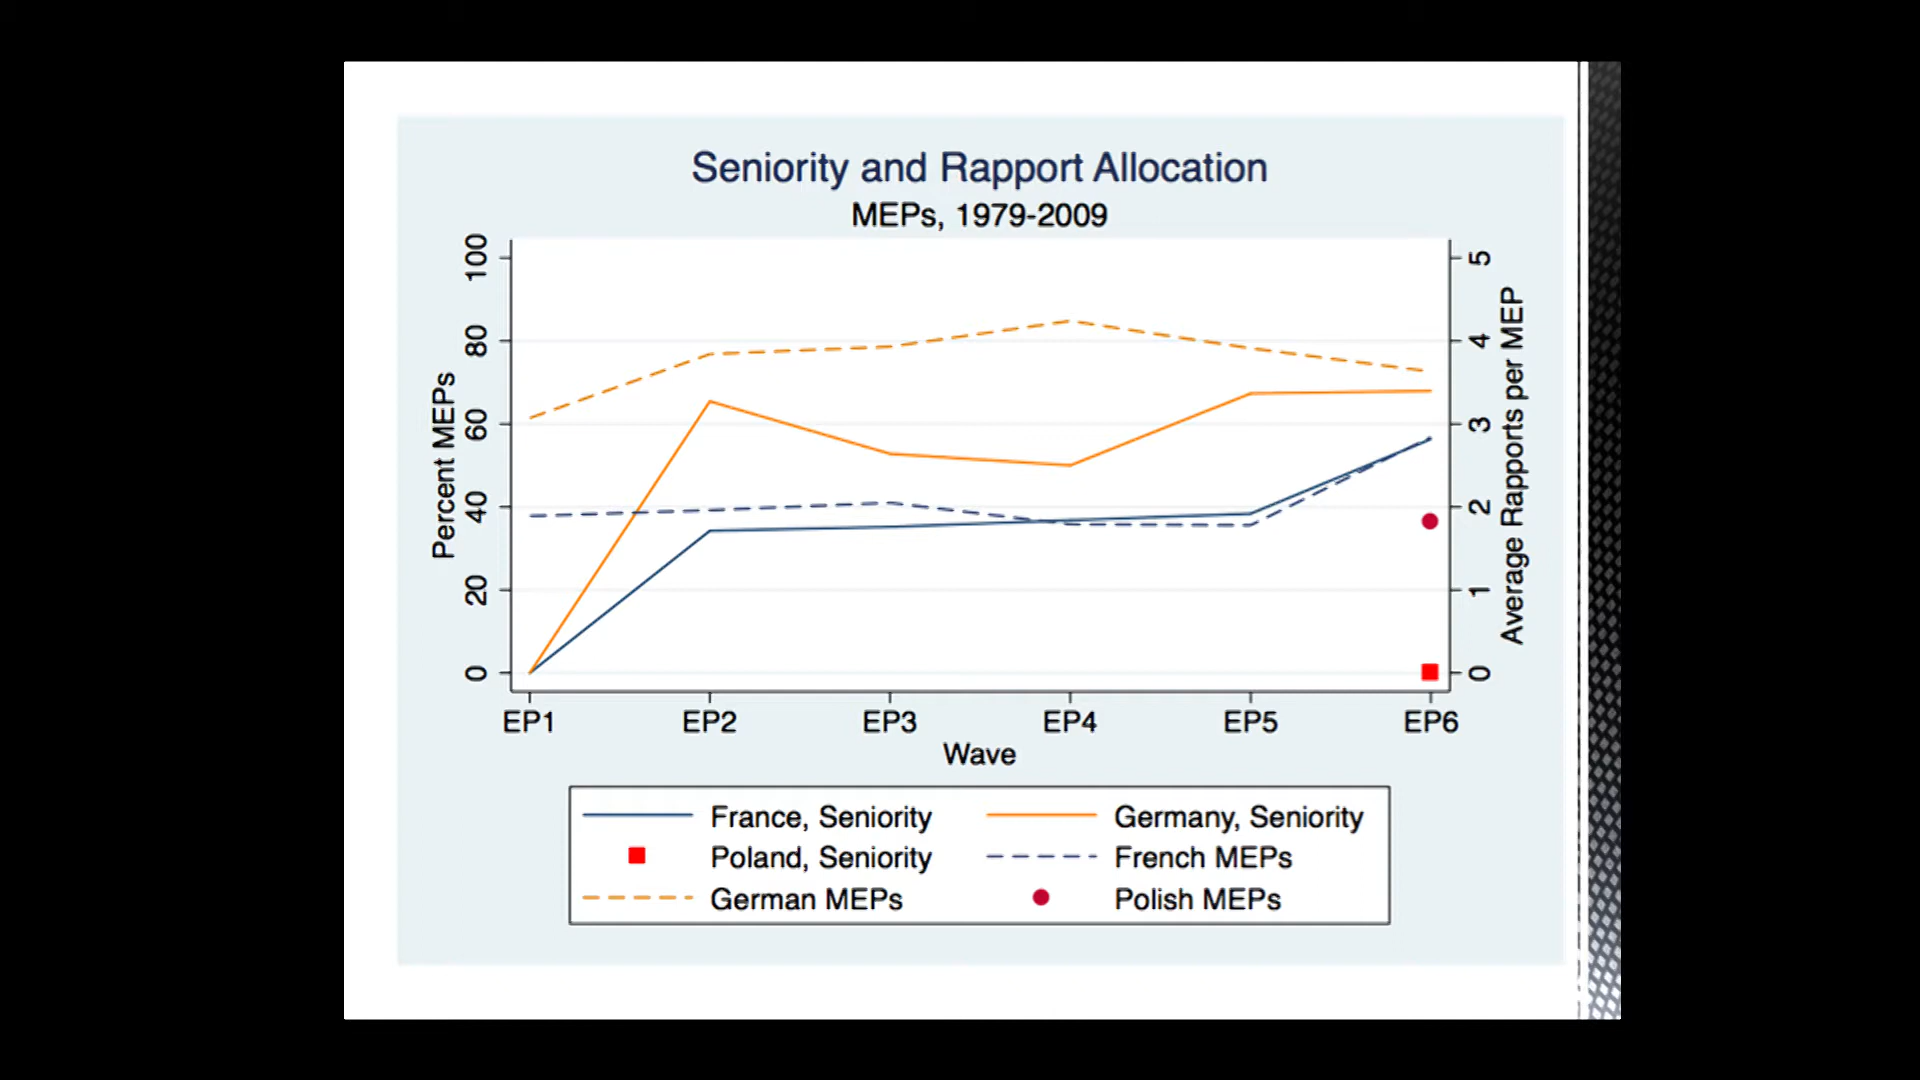 Seniority and Rapport Allocation
MEPs, 1979-2009
Percent MEPs
100
80
60
40
20
0
5
4
3
2
1
0
Average Rapports per MEP
EP1 EP2 EP3 EP4 EP5 EP6
Wave
France, Seniority Germany, Seniority
Poland, Seniority French MEPs
German MEPs Polish MEPs